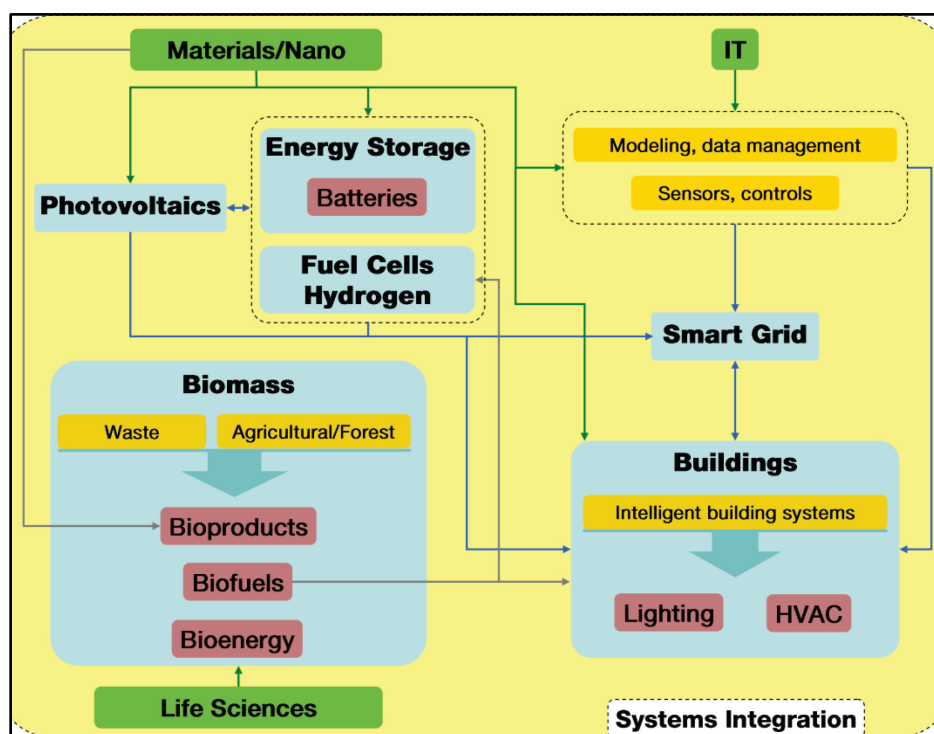 Materials/Nano
IT
Energy Storage
Batteries
Modeling, data management
Sensors, controls
Photovoltaics
Fuel Cells
Hydrogen
Smart Grid
Biomass
Waste
Agricultural/Forest
Bioproducts
Biofuels
Bioenergy
Buildings
Intelligent building systems
Lighting
HVAC
Life Sciences
Systems Integration